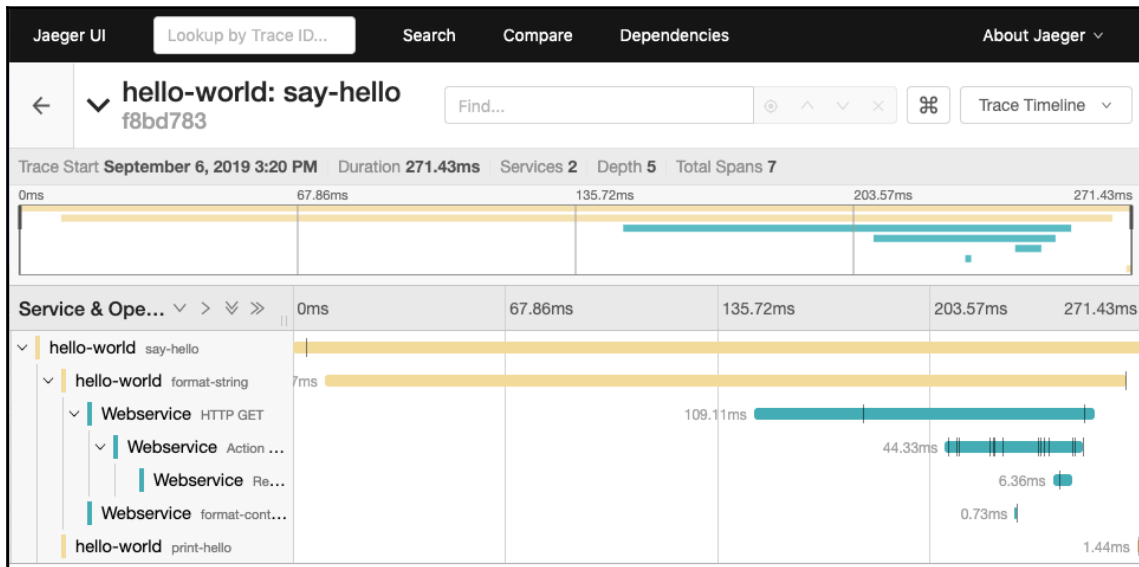 Jaeger UI Lookup by Trace ID... Search Compare Dependencies About Jaeger
hello-world: say-hello
f8bd783
Find...
Trace Timeline
Trace Start September 6, 2019 3:20 PM Duration 271.43ms Services 2 Depth 5 Total Spans 7
0ms 67.86ms 135.72ms 203.57ms 271.43ms
Service & Ope... 0ms 67.86ms 135.72ms 203.57ms 271.43ms
hello-world say-hello
hello-world format-string 7ms
Webservice HTTP GET 109.11ms
Webservice Action ... 44.33ms
Webservice Re... 6.36ms
Webservice format-cont... 0.73ms
hello-world print-hello 1.44ms